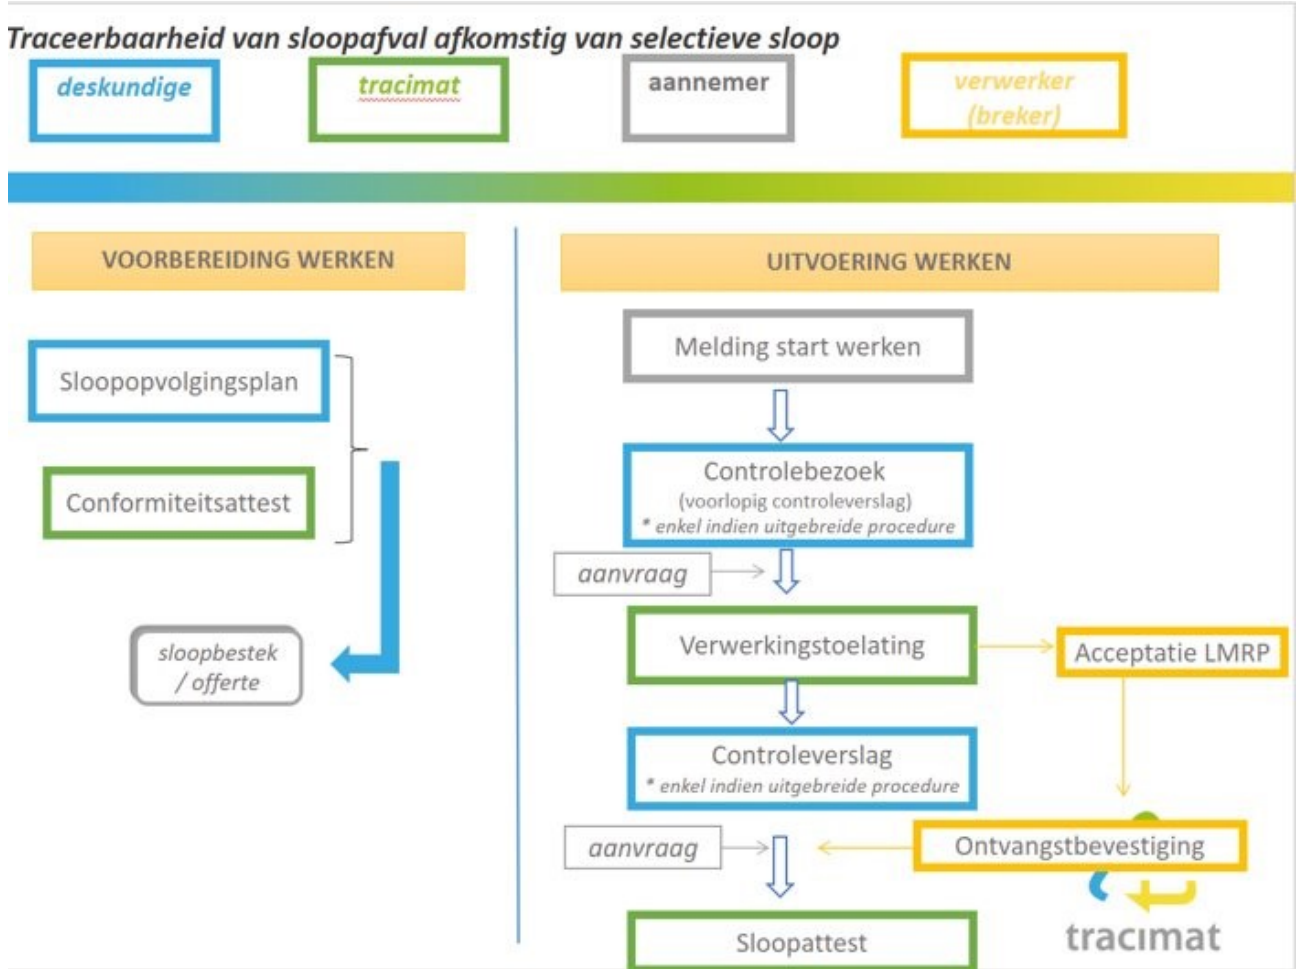 Traceerbaarheid van sloopafval afkomstig van selectieve sloop
deskundige
tracimat
aannemer
verwerker
(breker)
VOORBEREIDING WERKEN
Sloopopvolgingsplan
Conformiteitsattest
sloopbestek
/ offerte
UITVOERING WERKEN
Melding start werken
Controlebezoek
(voorlopig controleverslag)
* enkel indien uitgebreide procedure
aanvraag
Verwerkingstoelating
Acceptatie LMRP
Controleverslag
* enkel indien uitgebreide procedure
aanvraag
Ontvangstbevestiging
Sloopattest
tracimat